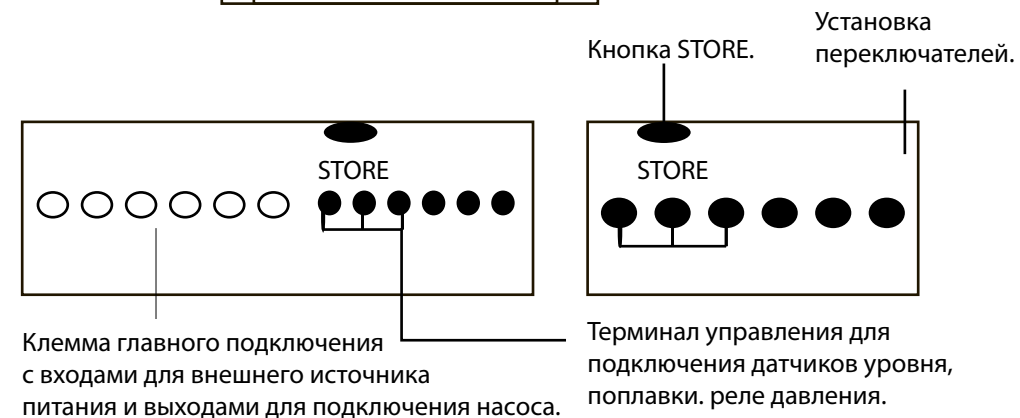 Установка
переключателей.
Кнопка STORE.
STORE
STORE
Клемма главного подключения
с входами для внешнего источника
питания и выходами для подключения насоса.
Терминал управления для
подключения датчиков уровня,
поплавки. реле давления.